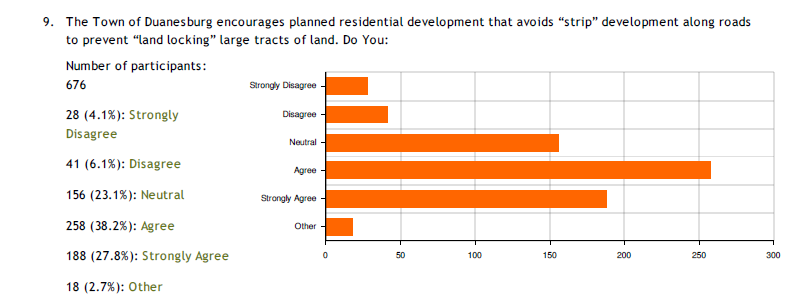 9. The Town of Duanesburg encourages planned residential development that avoids “strip” development along roads
to prevent “land locking” large tracts of land. Do You:
Number of participants:
676
28 (4.1%): Strongly
Disagree
41 (6.1%): Disagree
156 (23.1%): Neutral
258 (38.2%): Agree
188 (27.8%): Strongly Agree
18 (2.7%): Other
Strongly Disagree
Disagree
Neutral
Agree
Strongly Agree
Other
0 50 100 150 200 250 300